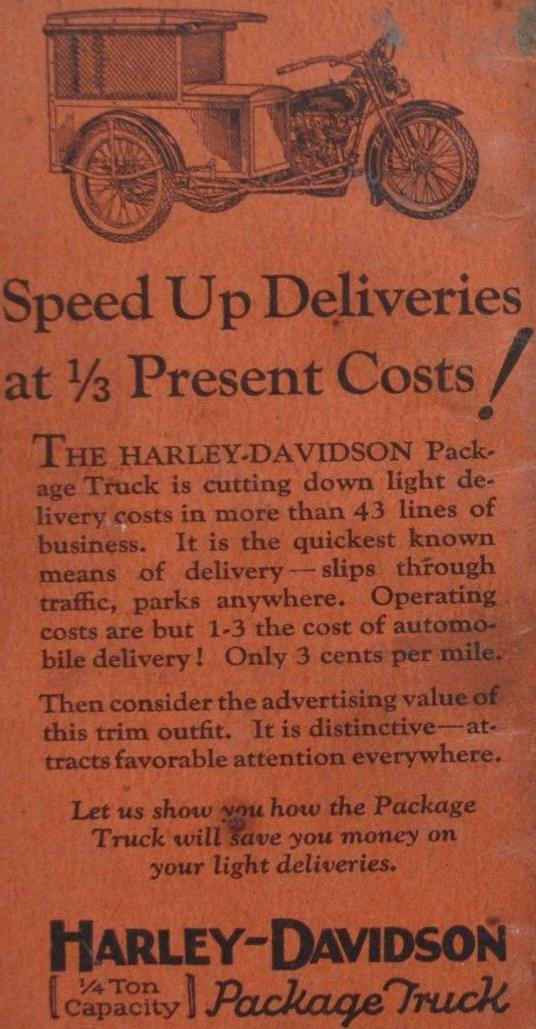 Speed Up Deliveries
at ⅓ Present Costs!
THE HARLEY-DAVIDSON Pack-
age Truck is cutting down light de-
livery costs in more than 43 lines of
business. It is the quickest known
means of delivery—slips through
traffic, parks anywhere. Operating
costs are but 1-3 the cost of automo-
bile delivery! Only 3 cents per mile.
Then consider the advertising value of
this trim outfit. It is distinctive—at-
tracts favorable attention everywhere.
Let us show you how the Package
Truck will save you money on
your light deliveries.
HARLEY-DAVIDSON
[¼ Ton
Capacity] Package Truck